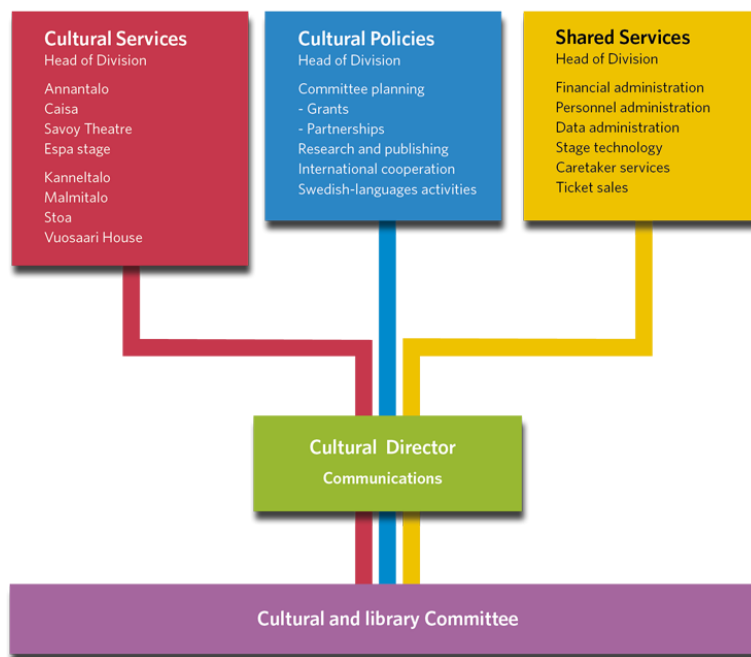 Cultural Services
Head of Division
Annantalo
Caisa
Savoy Theatre
Espa stage
Kanneltalo
Malmitalo
Stoa
Vuosaari House
Cultural Policies
Head of Division
Committee planning
- Grants
- Partnerships
Research and publishing
International cooperation
Swedish-languages activities
Shared Services
Head of Division
Financial administration
Personnel administration
Data administration
Stage technology
Caretaker services
Ticket sales
Cultural Director
Communications
Cultural and library Committee